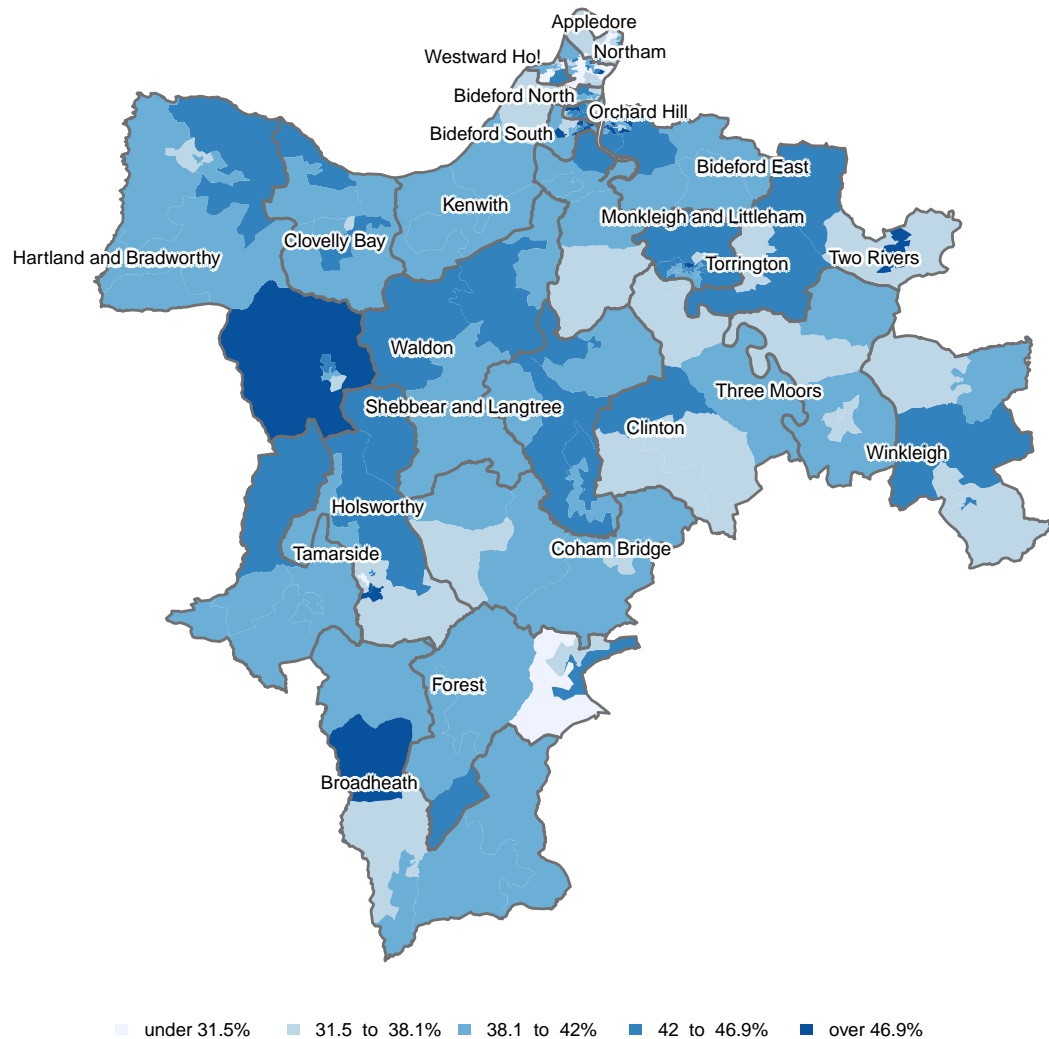 Appledore
Westward Ho!
Northam
Bideford North
Orchard Hill
Bideford South
Bideford East
Kenwith
Monkleigh and Littleham
Clovelly Bay
Hartland and Bradworthy
Torrington
Two Rivers
Waldon
Three Moors
Shebbear and Langtree
Clinton
Winkleigh
Holsworthy
Tamarside
Coham Bridge
Forest
Broadheath
under 31.5%
31.5 to 38.1%
38.1 to 42%
42 to 46.9%
over 46.9%